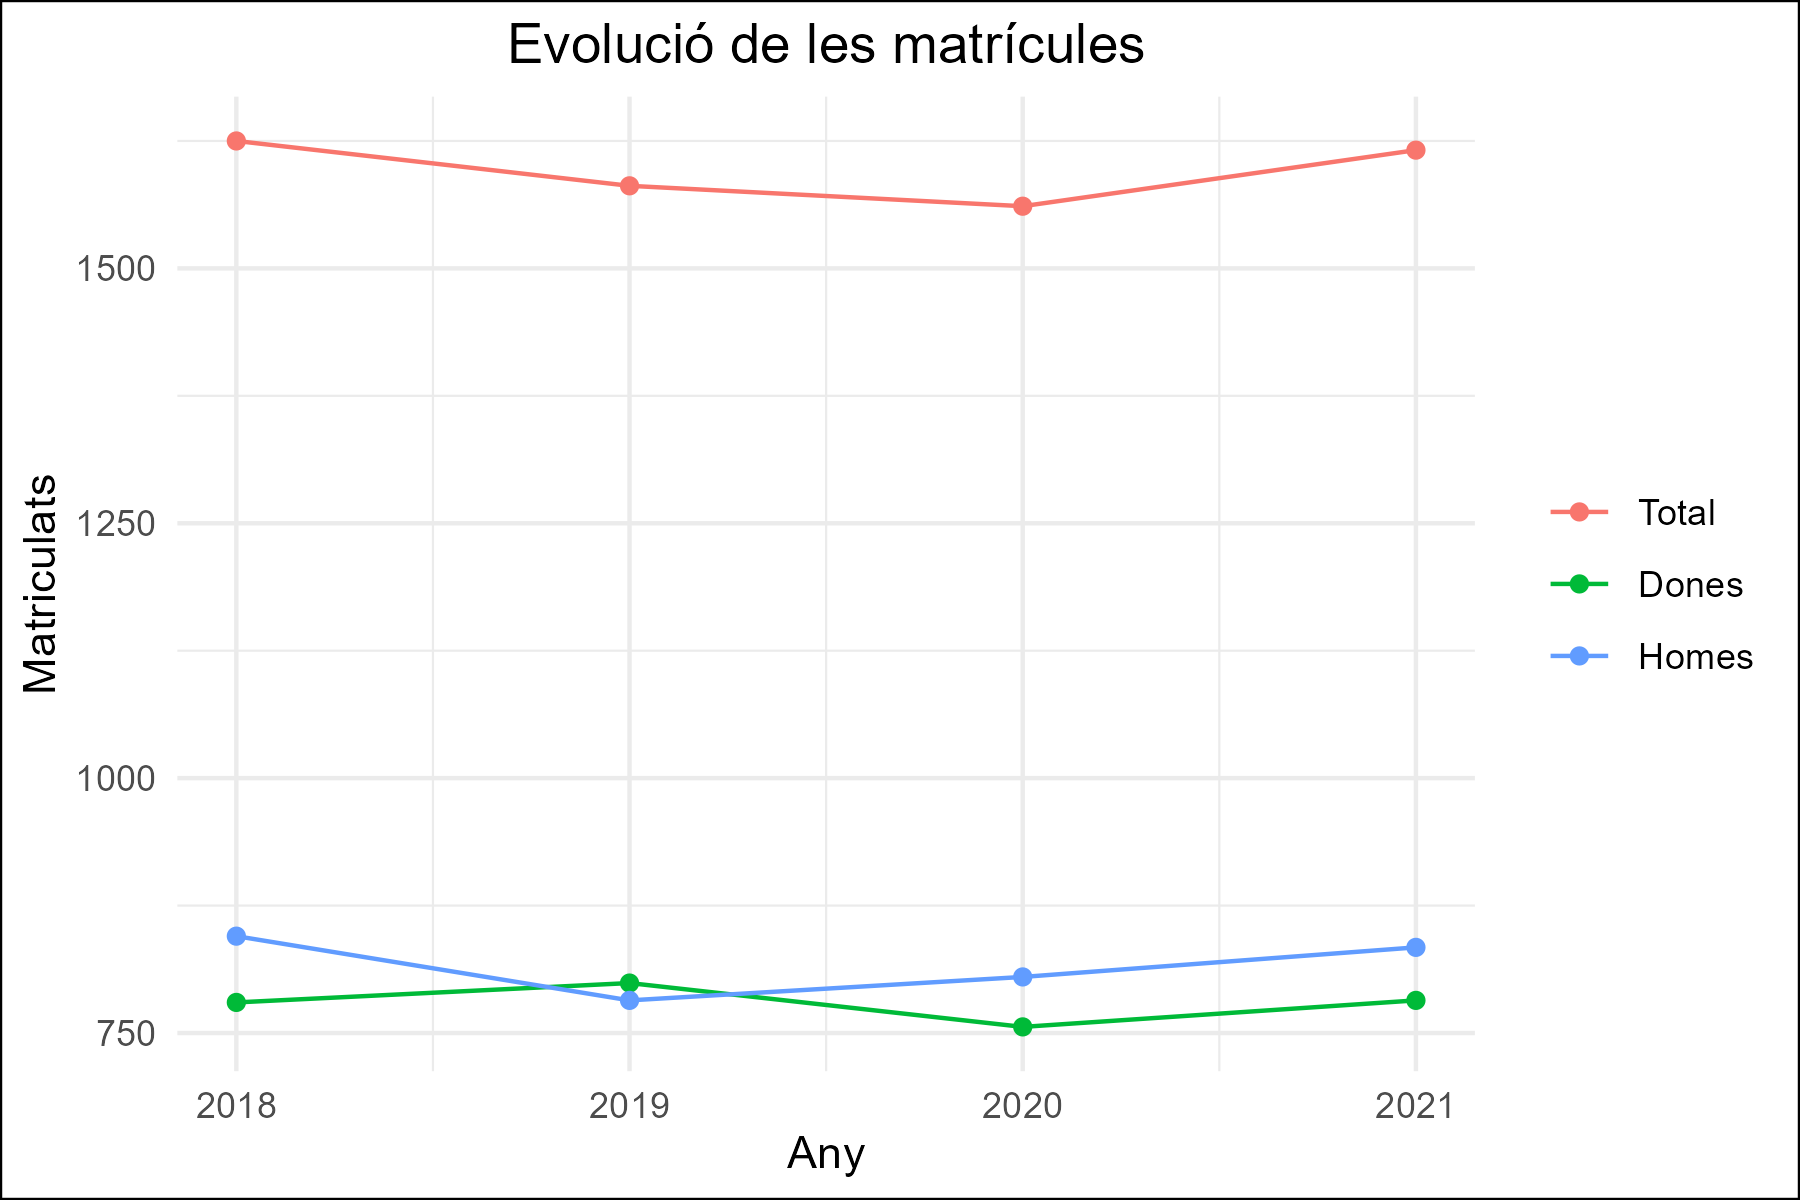 Evolució de les matrícules
Matriculats
1500
1250
1000
750
2018 2019 2020 2021
Any
Total
Dones
Homes